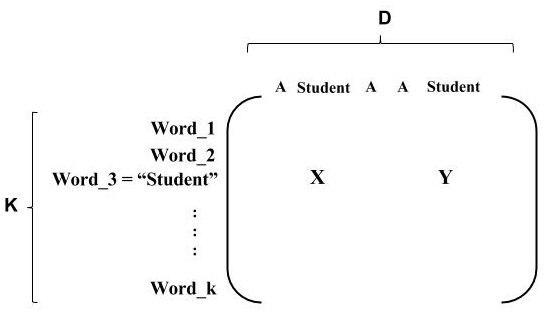 D
A Student A A Student
Word_1
Word_2
Word_3 = “Student” X Y
K
Word_k